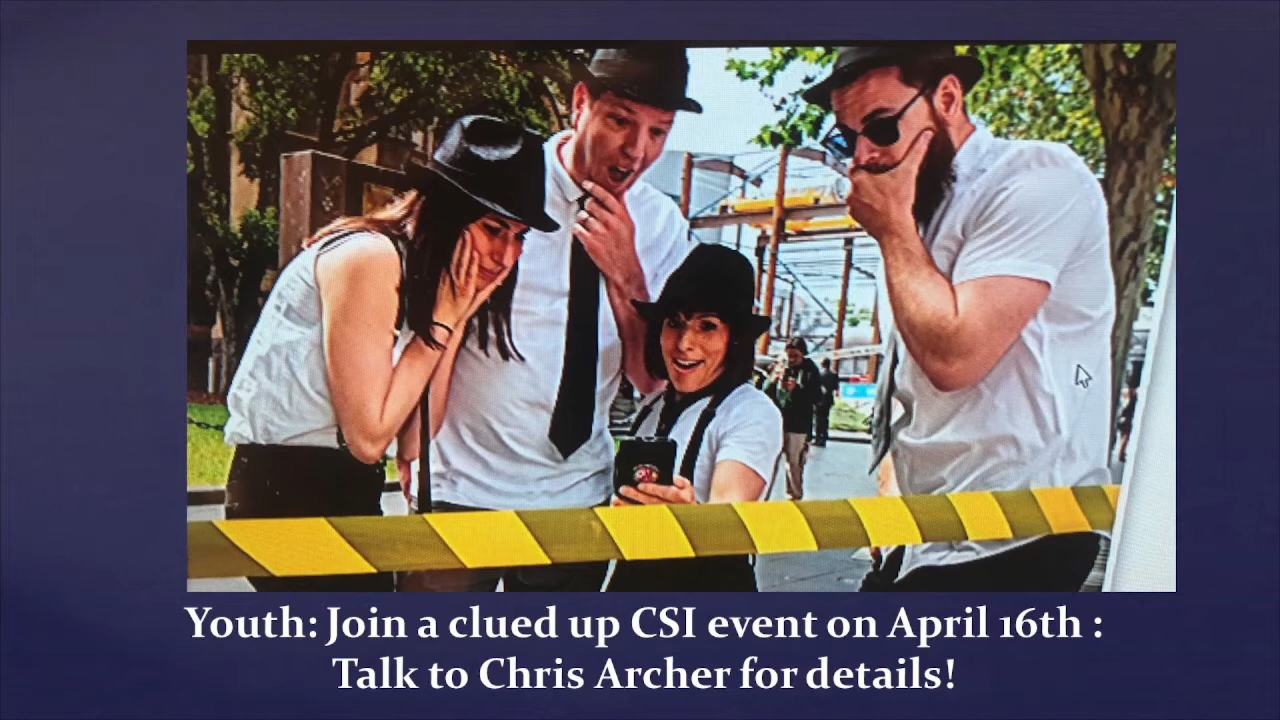 Youth: Join a clued up CSI event on April 16th :
Talk to Chris Archer for details!